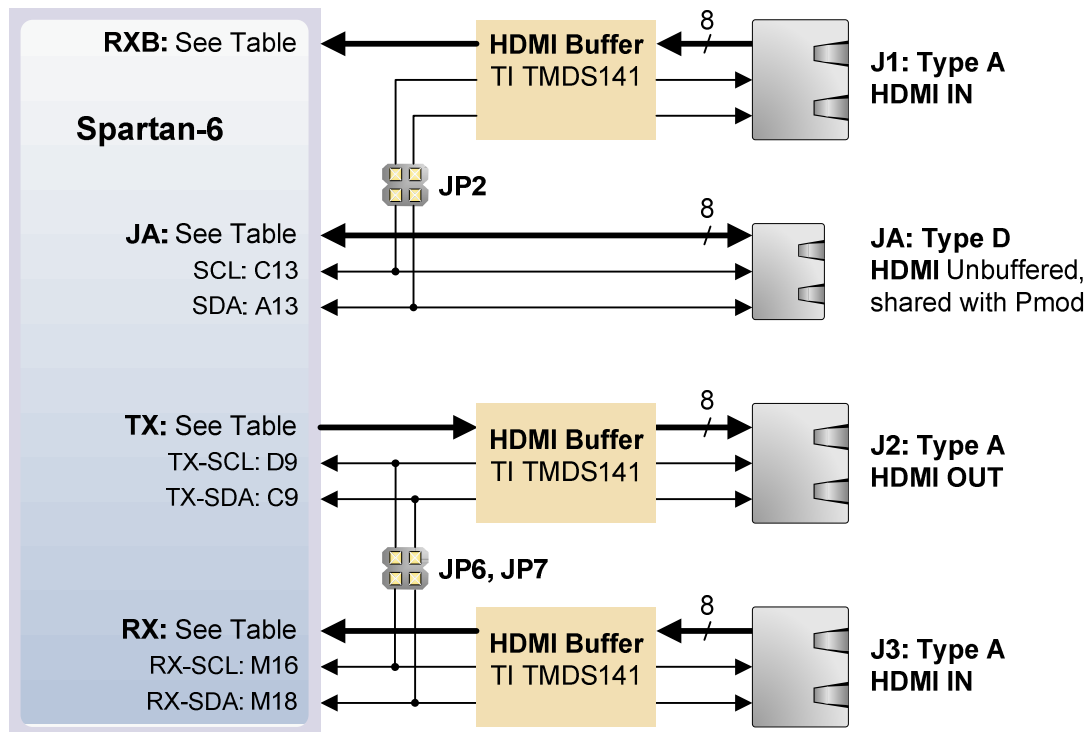 RXB: See Table
HDMI Buffer
TI TMDS141
8
J1: Type A
HDMI IN
Spartan-6
JP2
JA: See Table
SCL: C13
SDA: A13
8
JA: Type D
HDMI Unbuffered,
shared with Pmod
TX: See Table
TX-SCL: D9
TX-SDA: C9
HDMI Buffer
TI TMDS141
8
J2: Type A
HDMI OUT
JP6, JP7
RX: See Table
RX-SCL: M16
RX-SDA: M18
HDMI Buffer
TI TMDS141
8
J3: Type A
HDMI IN